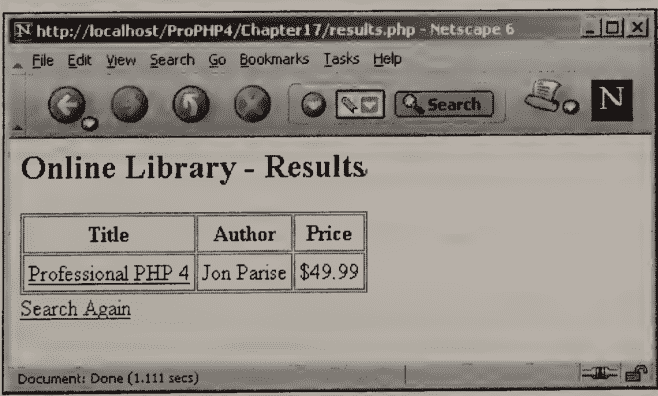 N http://localhost/ProPHP4/Chapter17/results.php - Netscape 6
File Edit View Search Go Bookmarks Tasks Help
Search N
Online Library - Results
Title Author Price
Professional PHP 4 Jon Parise $49.99
Search Again
Document: Done (1.111 secs)